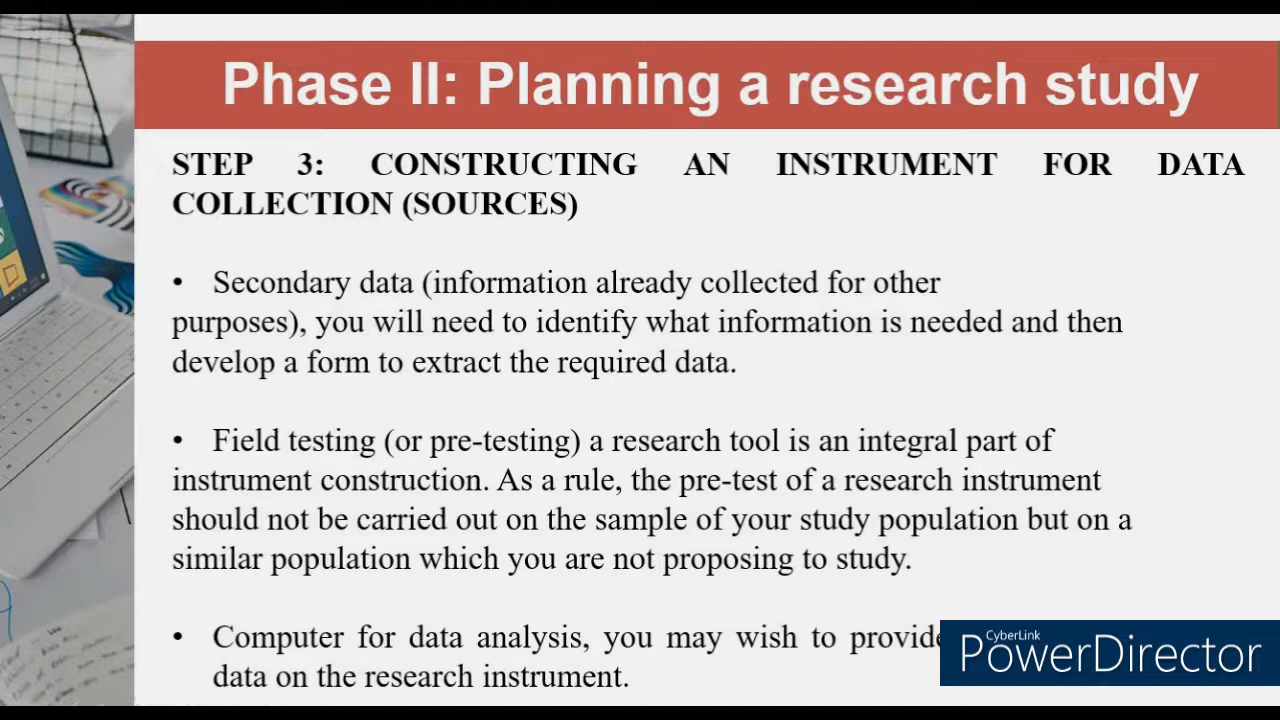 Phase II: Planning a research study
STEP 3: CONSTRUCTING AN INSTRUMENT FOR DATA
COLLECTION (SOURCES)
• Secondary data (information already collected for other
purposes), you will need to identify what information is needed and then
develop a form to extract the required data.
• Field testing (or pre-testing) a research tool is an integral part of
instrument construction. As a rule, the pre-test of a research instrument
should not be carried out on the sample of your study population but on a
similar population which you are not proposing to study.
• Computer for data analysis, you may wish to provide
data on the research instrument.
CyberLink
PowerDirector